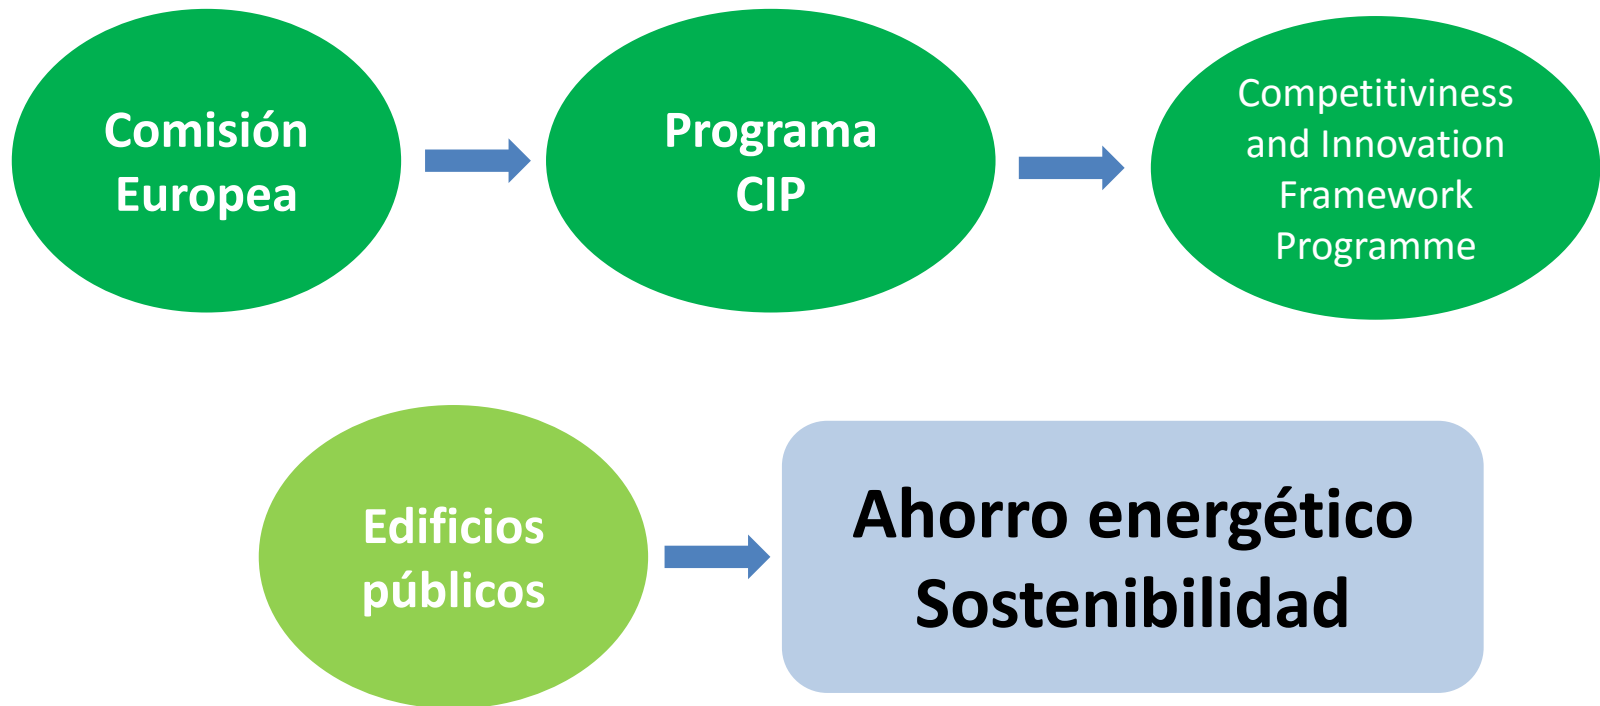 Comisión
Europea
Programa
CIP
Competitiviness
and Innovation
Framework
Programme
Edificios
públicos
Ahorro energético
Sostenibilidad